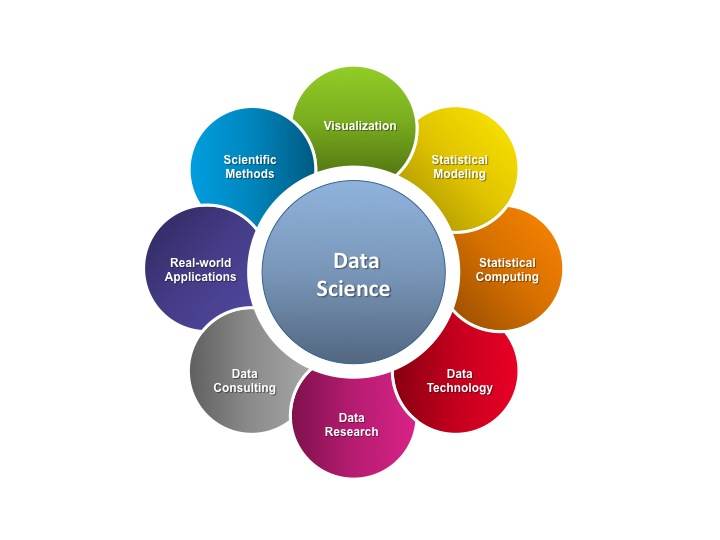 Visualization
Statistical
Modeling
Statistical
Computing
Data
Technology
Data
Research
Data
Consulting
Real-world
Applications
Scientific
Methods
Data
Science